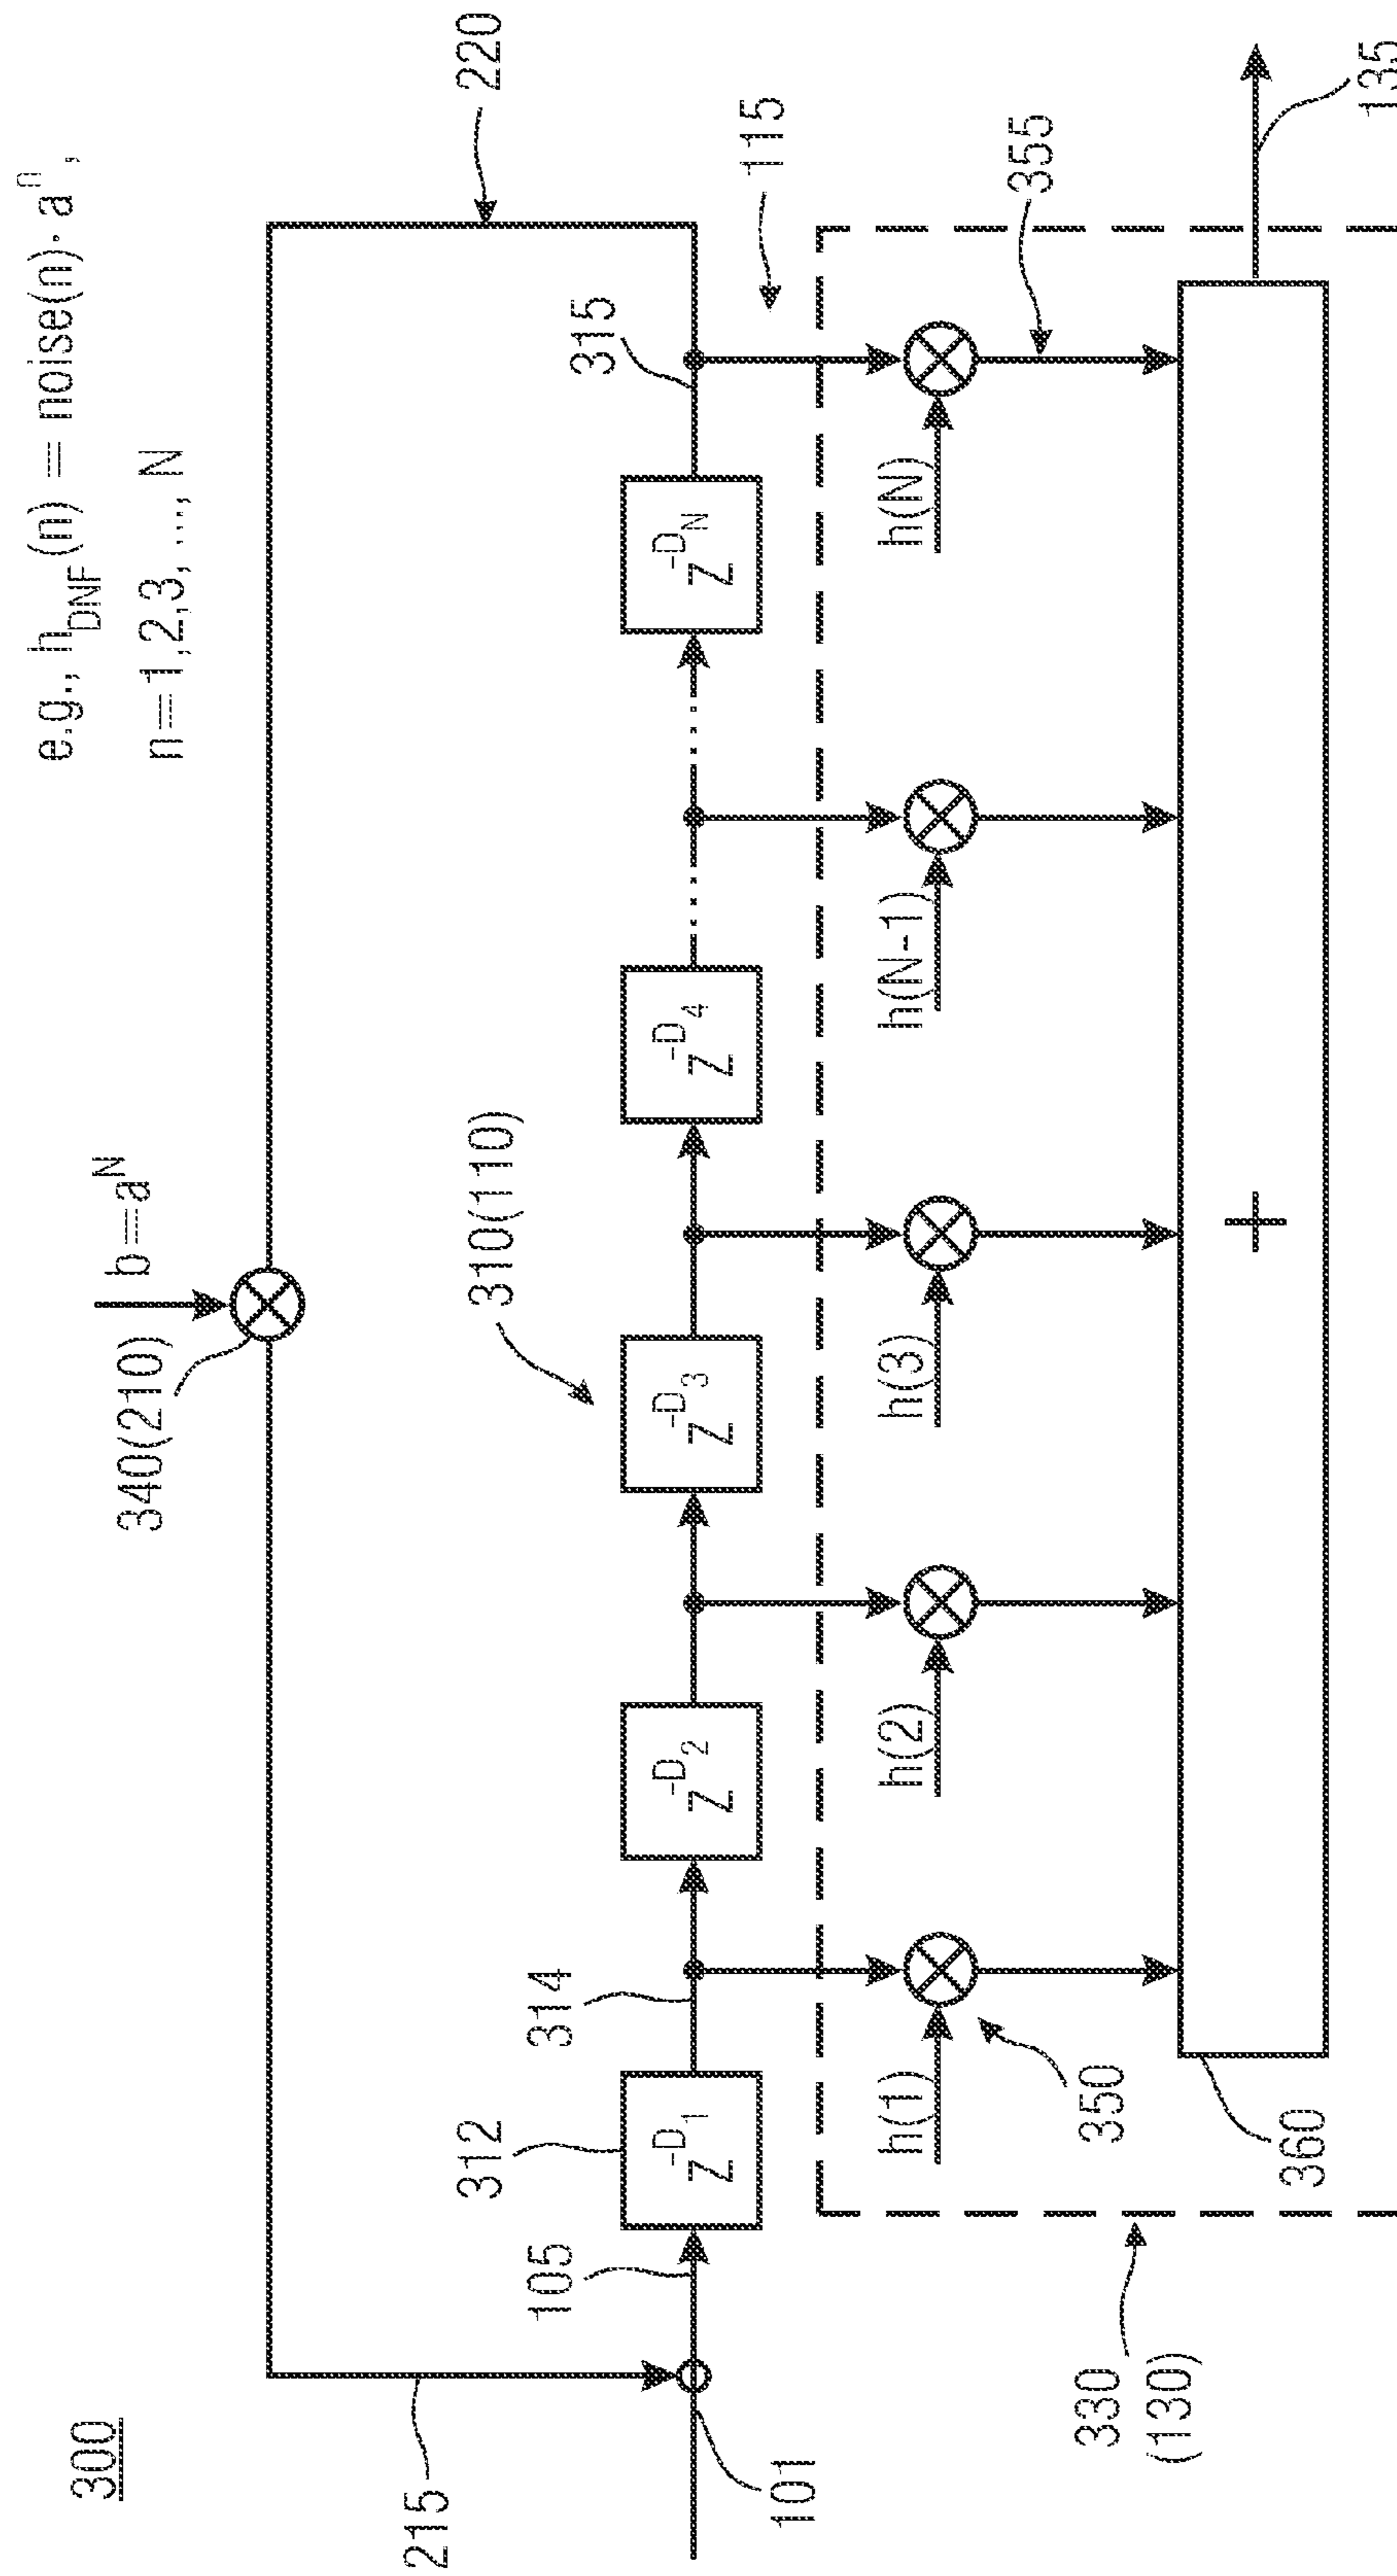 300
e.g., h_DNF(n) = noise(n)· a^n,
n=1,2,3, ..., N
b=a^N
340(210)
220
215
310(110)
312
314
315
105
101
115
z^-D_1
z^-D_2
z^-D_3
z^-D_4
z^-D_N
h(1)
h(2)
h(3)
h(N-1)
h(N)
350
355
330
(130)
+
360
135